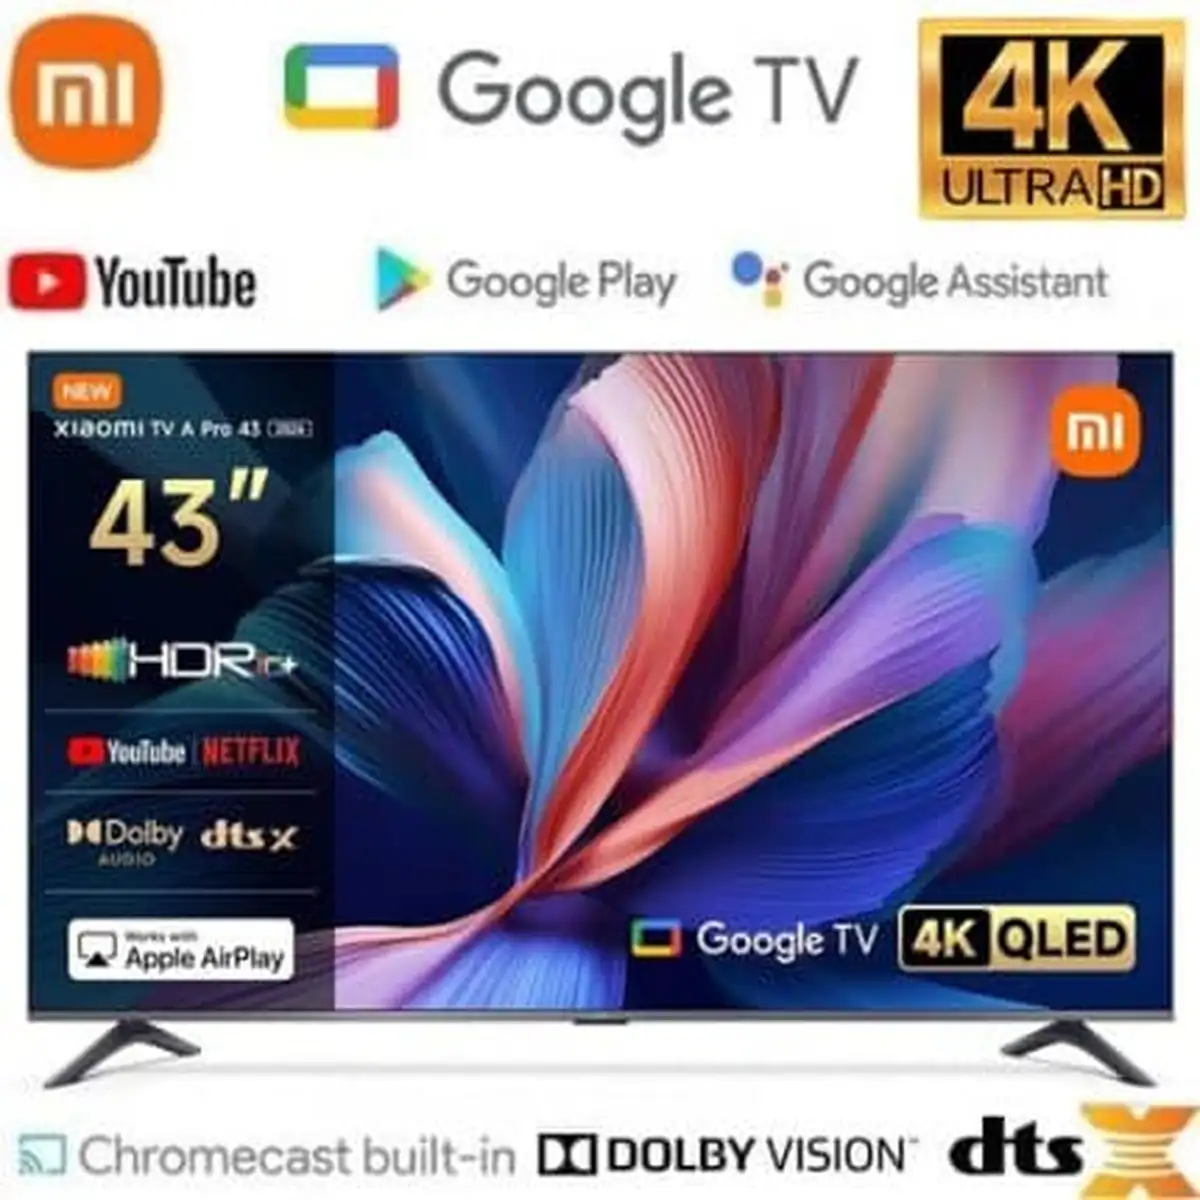 mi
Google TV
4K
ULTRA HD
YouTube
Google Play
Google Assistant
NEW
xiaomi TV A Pro 43
mi
43"
HDR10+
YouTube | NETFLIX
Dolby
AUDIO
dts x
Works with
Apple AirPlay
Google TV
4K QLED
Chromecast built-in
DOLBY VISION™
dts X